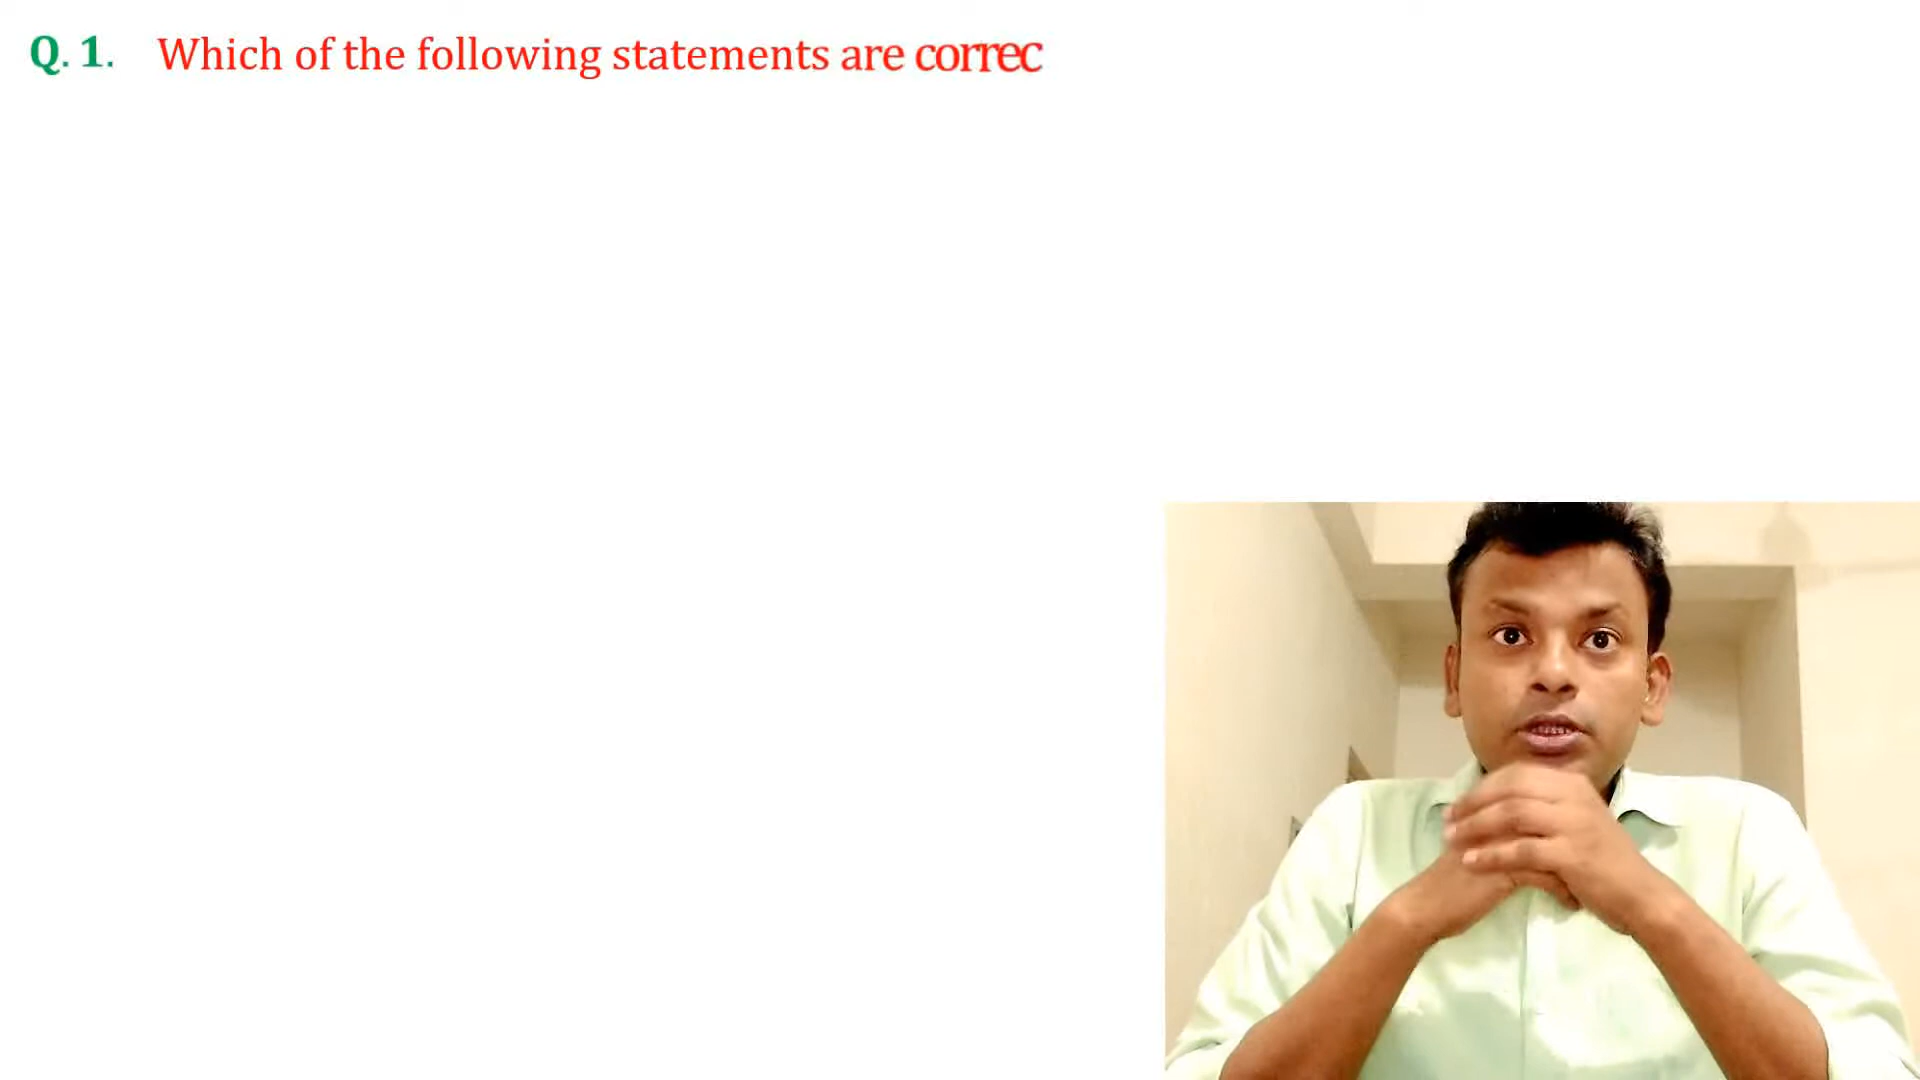 Q. 1. Which of the following statements are correc